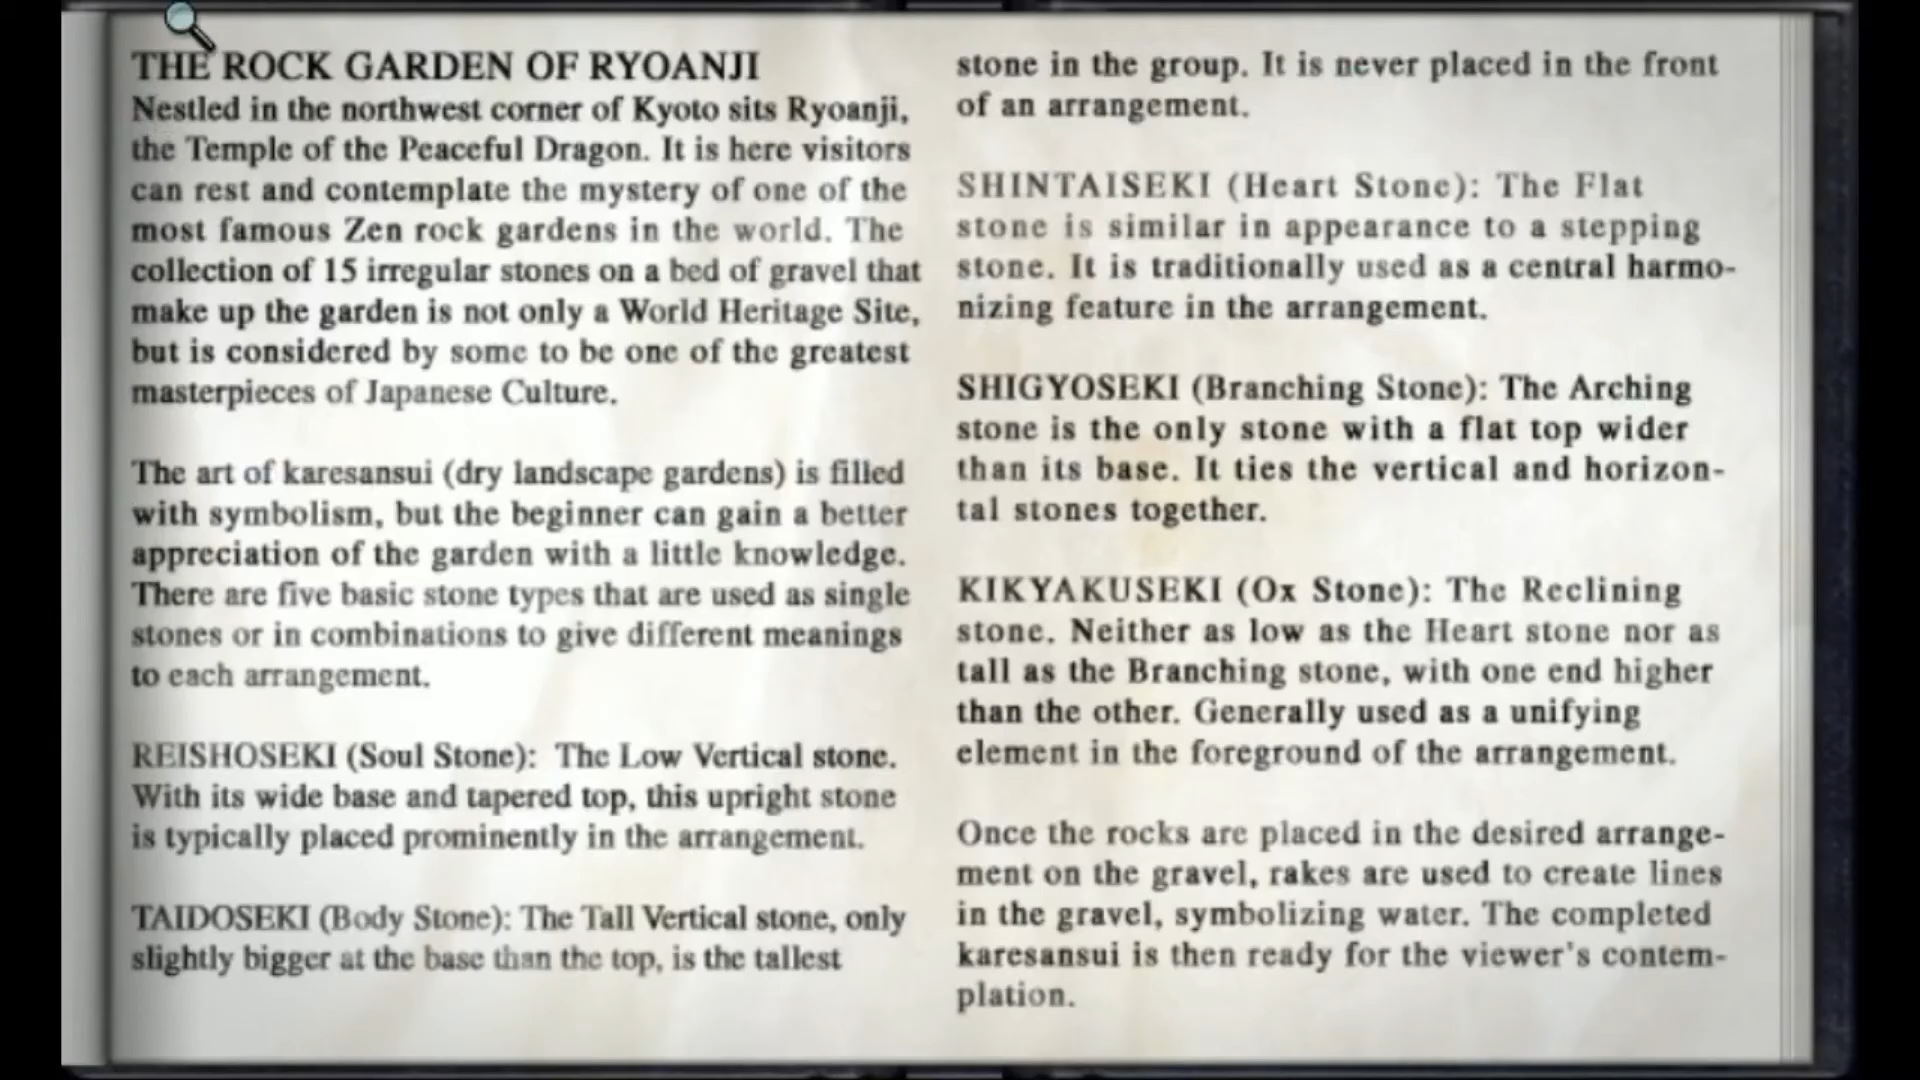 THE ROCK GARDEN OF RYOANJI
Nestled in the northwest corner of Kyoto sits Ryoanji,
the Temple of the Peaceful Dragon. It is here visitors
can rest and contemplate the mystery of one of the
most famous Zen rock gardens in the world. The
collection of 15 irregular stones on a bed of gravel that
make up the garden is not only a World Heritage Site,
but is considered by some to be one of the greatest
masterpieces of Japanese Culture.
The art of karesansui (dry landscape gardens) is filled
with symbolism, but the beginner can gain a better
appreciation of the garden with a little knowledge.
There are five basic stone types that are used as single
stones or in combinations to give different meanings
to each arrangement.
REISHOSEKI (Soul Stone): The Low Vertical stone.
With its wide base and tapered top, this upright stone
is typically placed prominently in the arrangement.
TAIDOSEKI (Body Stone): The Tall Vertical stone, only
slightly bigger at the base than the top, is the tallest
stone in the group. It is never placed in the front
of an arrangement.
SHINTAISEKI (Heart Stone): The Flat
stone is similar in appearance to a stepping
stone. It is traditionally used as a central harmo-
nizing feature in the arrangement.
SHIGYOSEKI (Branching Stone): The Arching
stone is the only stone with a flat top wider
than its base. It ties the vertical and horizon-
tal stones together.
KIKYAKUSEKI (Ox Stone): The Reclining
stone. Neither as low as the Heart stone nor as
tall as the Branching stone, with one end higher
than the other. Generally used as a unifying
element in the foreground of the arrangement.
Once the rocks are placed in the desired arrange-
ment on the gravel, rakes are used to create lines
in the gravel, symbolizing water. The completed
karesansui is then ready for the viewer's contem-
plation.